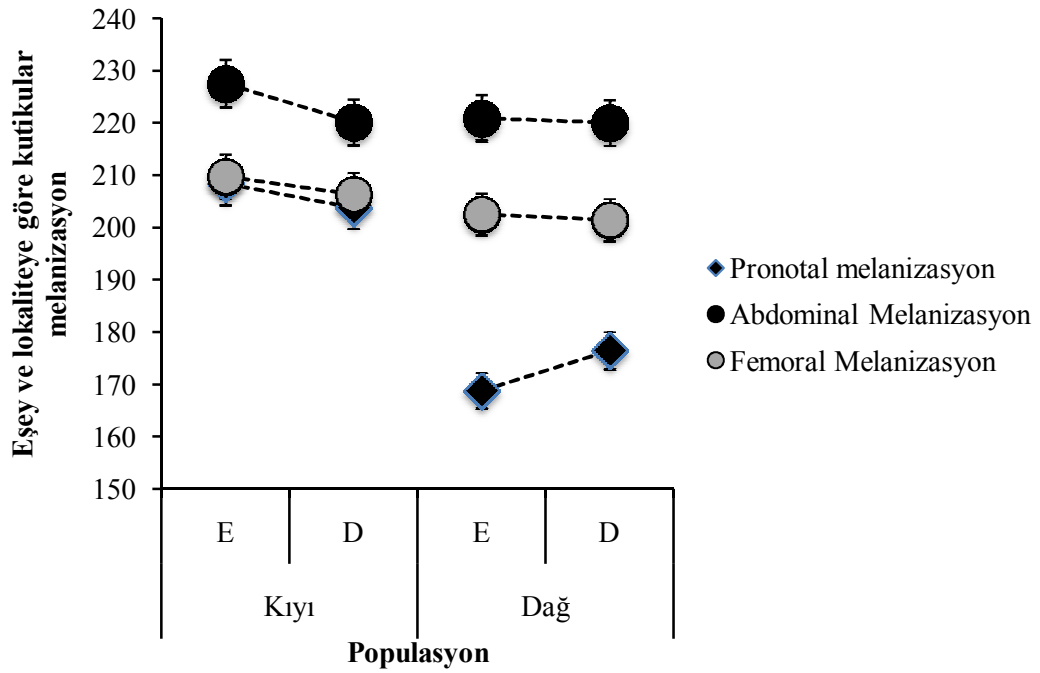 Eşey ve lokaliteye göre kutikular
melanizasyon
240
230
220
210
200
190
180
170
160
150
E
D
E
D
Kıyı
Dağ
Populasyon
Pronotal melanizasyon
Abdominal Melanizasyon
Femoral Melanizasyon